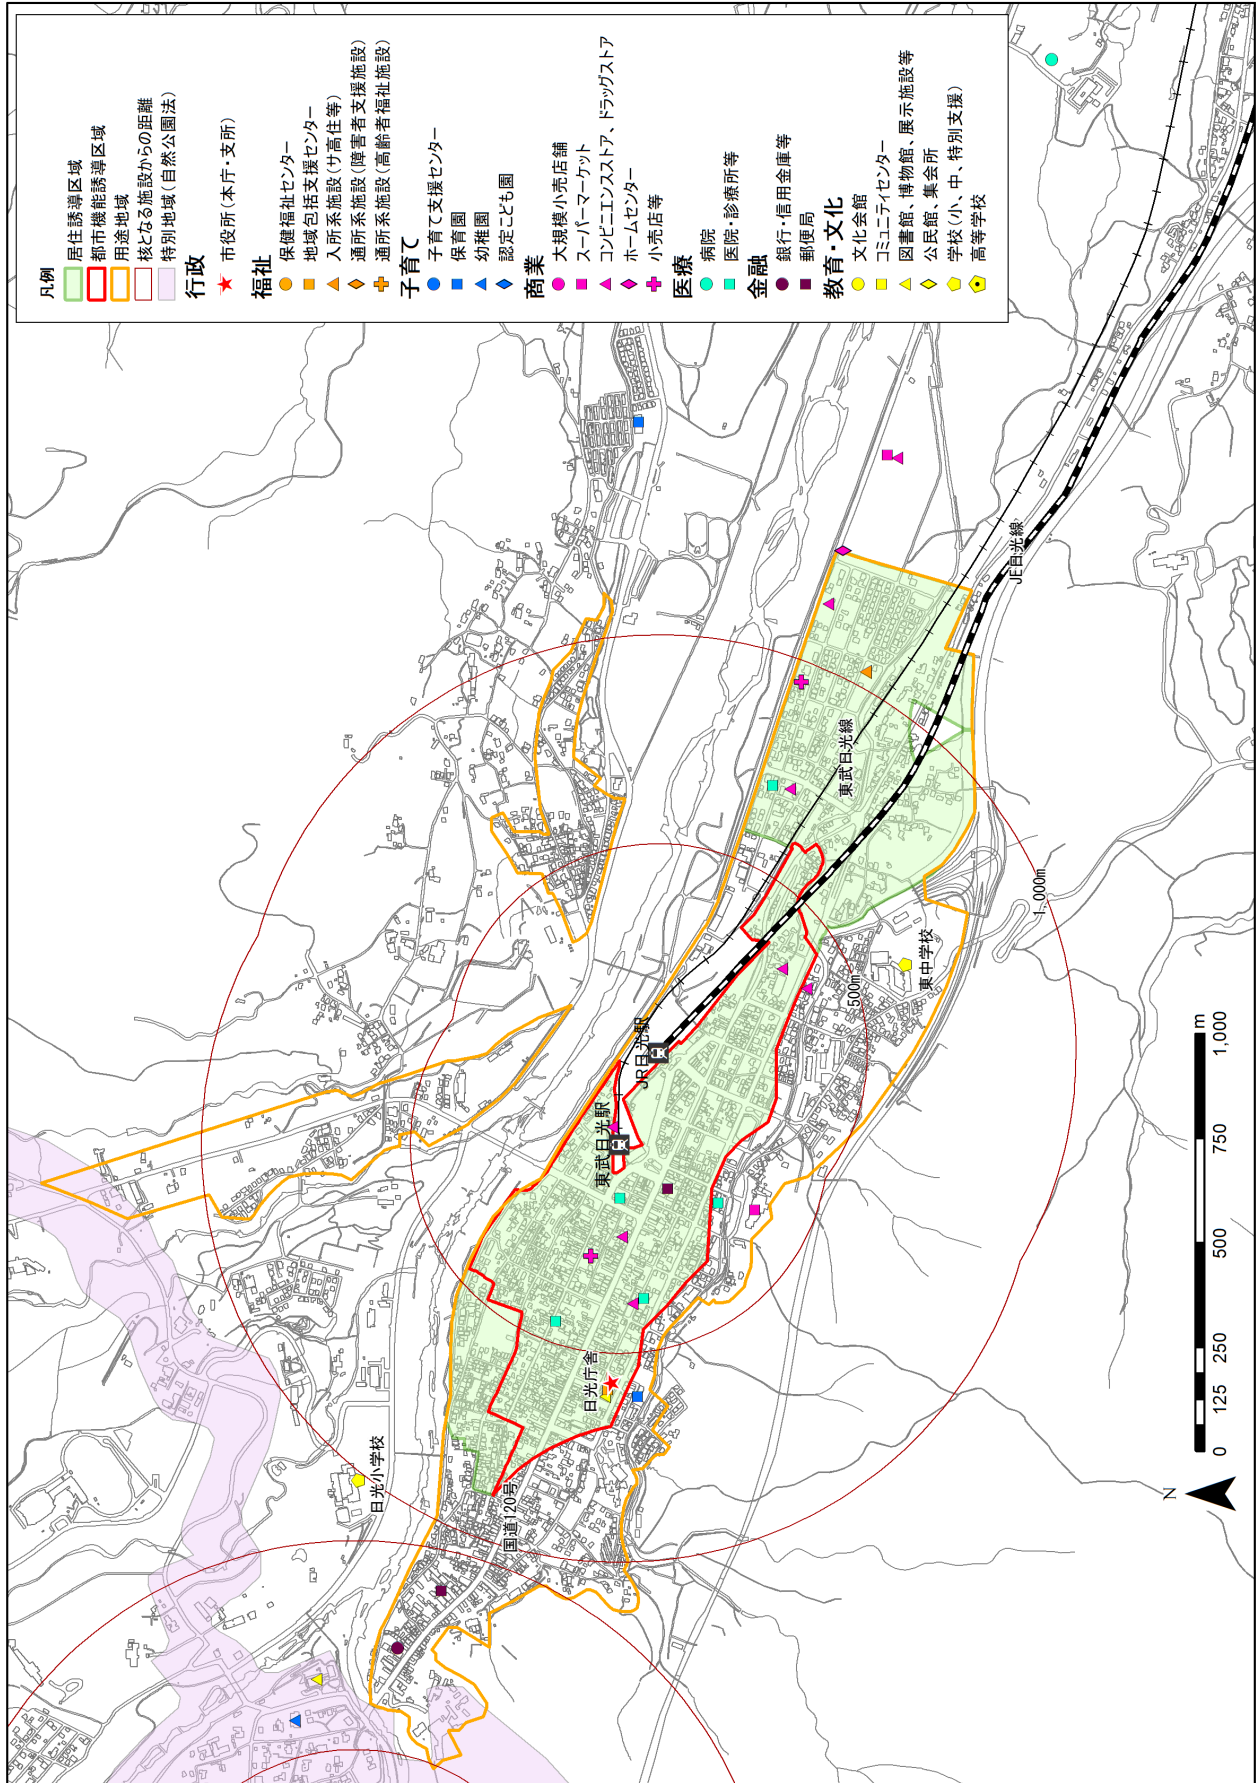 凡例
居住誘導区域
都市機能誘導区域
用途地域
核となる施設からの距離
特別地域(自然公園法)
行政
市役所(本庁・支所)
福祉
保健福祉センター
地域包括支援センター
入所系施設(サ高住等)
通所系施設(障害者支援施設)
通所系施設(高齢者福祉施設)
子育て
子育て支援センター
保育園
幼稚園
認定こども園
商業
大規模小売店舗
スーパーマーケット
コンビニエンスストア、ドラッグストア
ホームセンター
小売店等
医療
病院
医院・診療所等
金融
銀行・信用金庫等
郵便局
教育・文化
文化会館
コミュニティセンター
図書館、博物館、展示施設等
公民館、集会所
学校(小、中、特別支援)
高等学校
日光小学校
国道120号
日光庁舎
東武日光駅
JR日光駅
500m
東中学校
1,000m
東武日光線
JE日光線
N
0 125 250 500 750 1,000
m